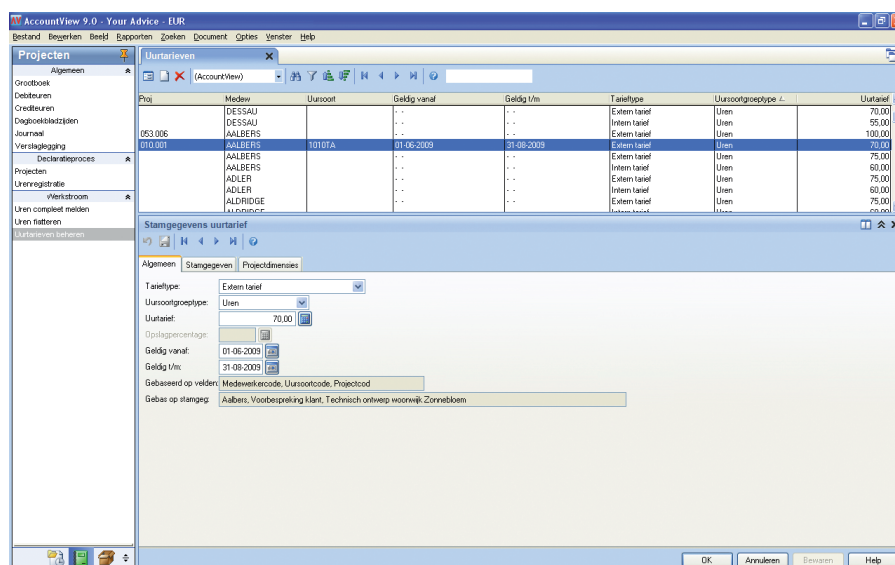 AccountView 9.0 - Your Advice - EUR
Bestand Bewerken Beeld Rapporten Zoeken Document Opties Venster Help
Projecten
Algemeen
Grootboek
Debiteuren
Crediteuren
Dagboekbladzijden
Journaal
Verslaglegging
Declaratieproces
Projecten
Urenregistratie
Werkstroom
Uren compleet melden
Uren fiatteren
Uurtarieven beheren
Uurtarieven
(AccountView)
Proj Medew Uursoort Geldig vanaf Geldig t/m Tarieftype Uursoortgroeptype Uurtarief
DESSAU - - - - Extern tarief Uren 70,00
DESSAU - - - - Intern tarief Uren 55,00
053.006 AALBERS - - - - Extern tarief Uren 100,00
010.001 AALBERS 1010TA 01-06-2009 31-08-2009 Extern tarief Uren 70,00
AALBERS - - - - Extern tarief Uren 75,00
AALBERS - - - - Intern tarief Uren 60,00
ADLER - - - - Extern tarief Uren 75,00
ADLER - - - - Intern tarief Uren 60,00
ALDRIDGE - - - - Extern tarief Uren 75,00
ALDRIDGE - - - - Intern tarief Uren 60,00
Stamgegevens uurtarief
Algemeen Stamgegeven Projectdimensies
Tarieftype: Extern tarief
Uursoortgroeptype: Uren
Uurtarief: 70,00
Opslagpercentage:
Geldig vanaf: 01-06-2009
Geldig t/m: 31-08-2009
Gebaseerd op velden: Medewerkercode, Uursoortcode, Projectcod
Gebas op stamgeg: Aalbers, Voorbespreking klant, Technisch ontwerp woonwijk Zonnebloem
OK Annuleren Bewaren Help